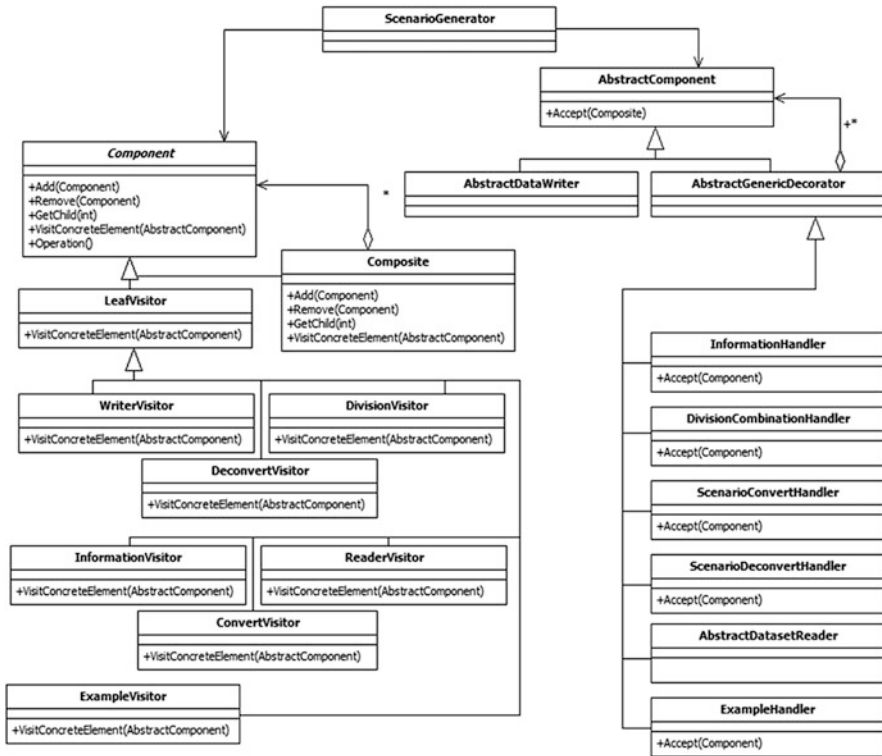 ScenarioGenerator
AbstractComponent
+Accept(Composite)
+*
Component
+Add(Component)
+Remove(Component)
+GetChild(int)
+VisitConcreteElement(AbstractComponent)
+Operation()
*
AbstractDataWriter
AbstractGenericDecorator
Composite
+Add(Component)
+Remove(Component)
+GetChild(int)
+VisitConcreteElement(AbstractComponent)
LeafVisitor
+VisitConcreteElement(AbstractComponent)
WriterVisitor
+VisitConcreteElement(AbstractComponent)
DivisionVisitor
+VisitConcreteElement(AbstractComponent)
DeconvertVisitor
+VisitConcreteElement(AbstractComponent)
InformationVisitor
+VisitConcreteElement(AbstractComponent)
ReaderVisitor
+VisitConcreteElement(AbstractComponent)
ConvertVisitor
+VisitConcreteElement(AbstractComponent)
ExampleVisitor
+VisitConcreteElement(AbstractComponent)
InformationHandler
+Accept(Component)
DivisionCombinationHandler
+Accept(Component)
ScenarioConvertHandler
+Accept(Component)
ScenarioDeconvertHandler
+Accept(Component)
AbstractDatasetReader
ExampleHandler
+Accept(Component)